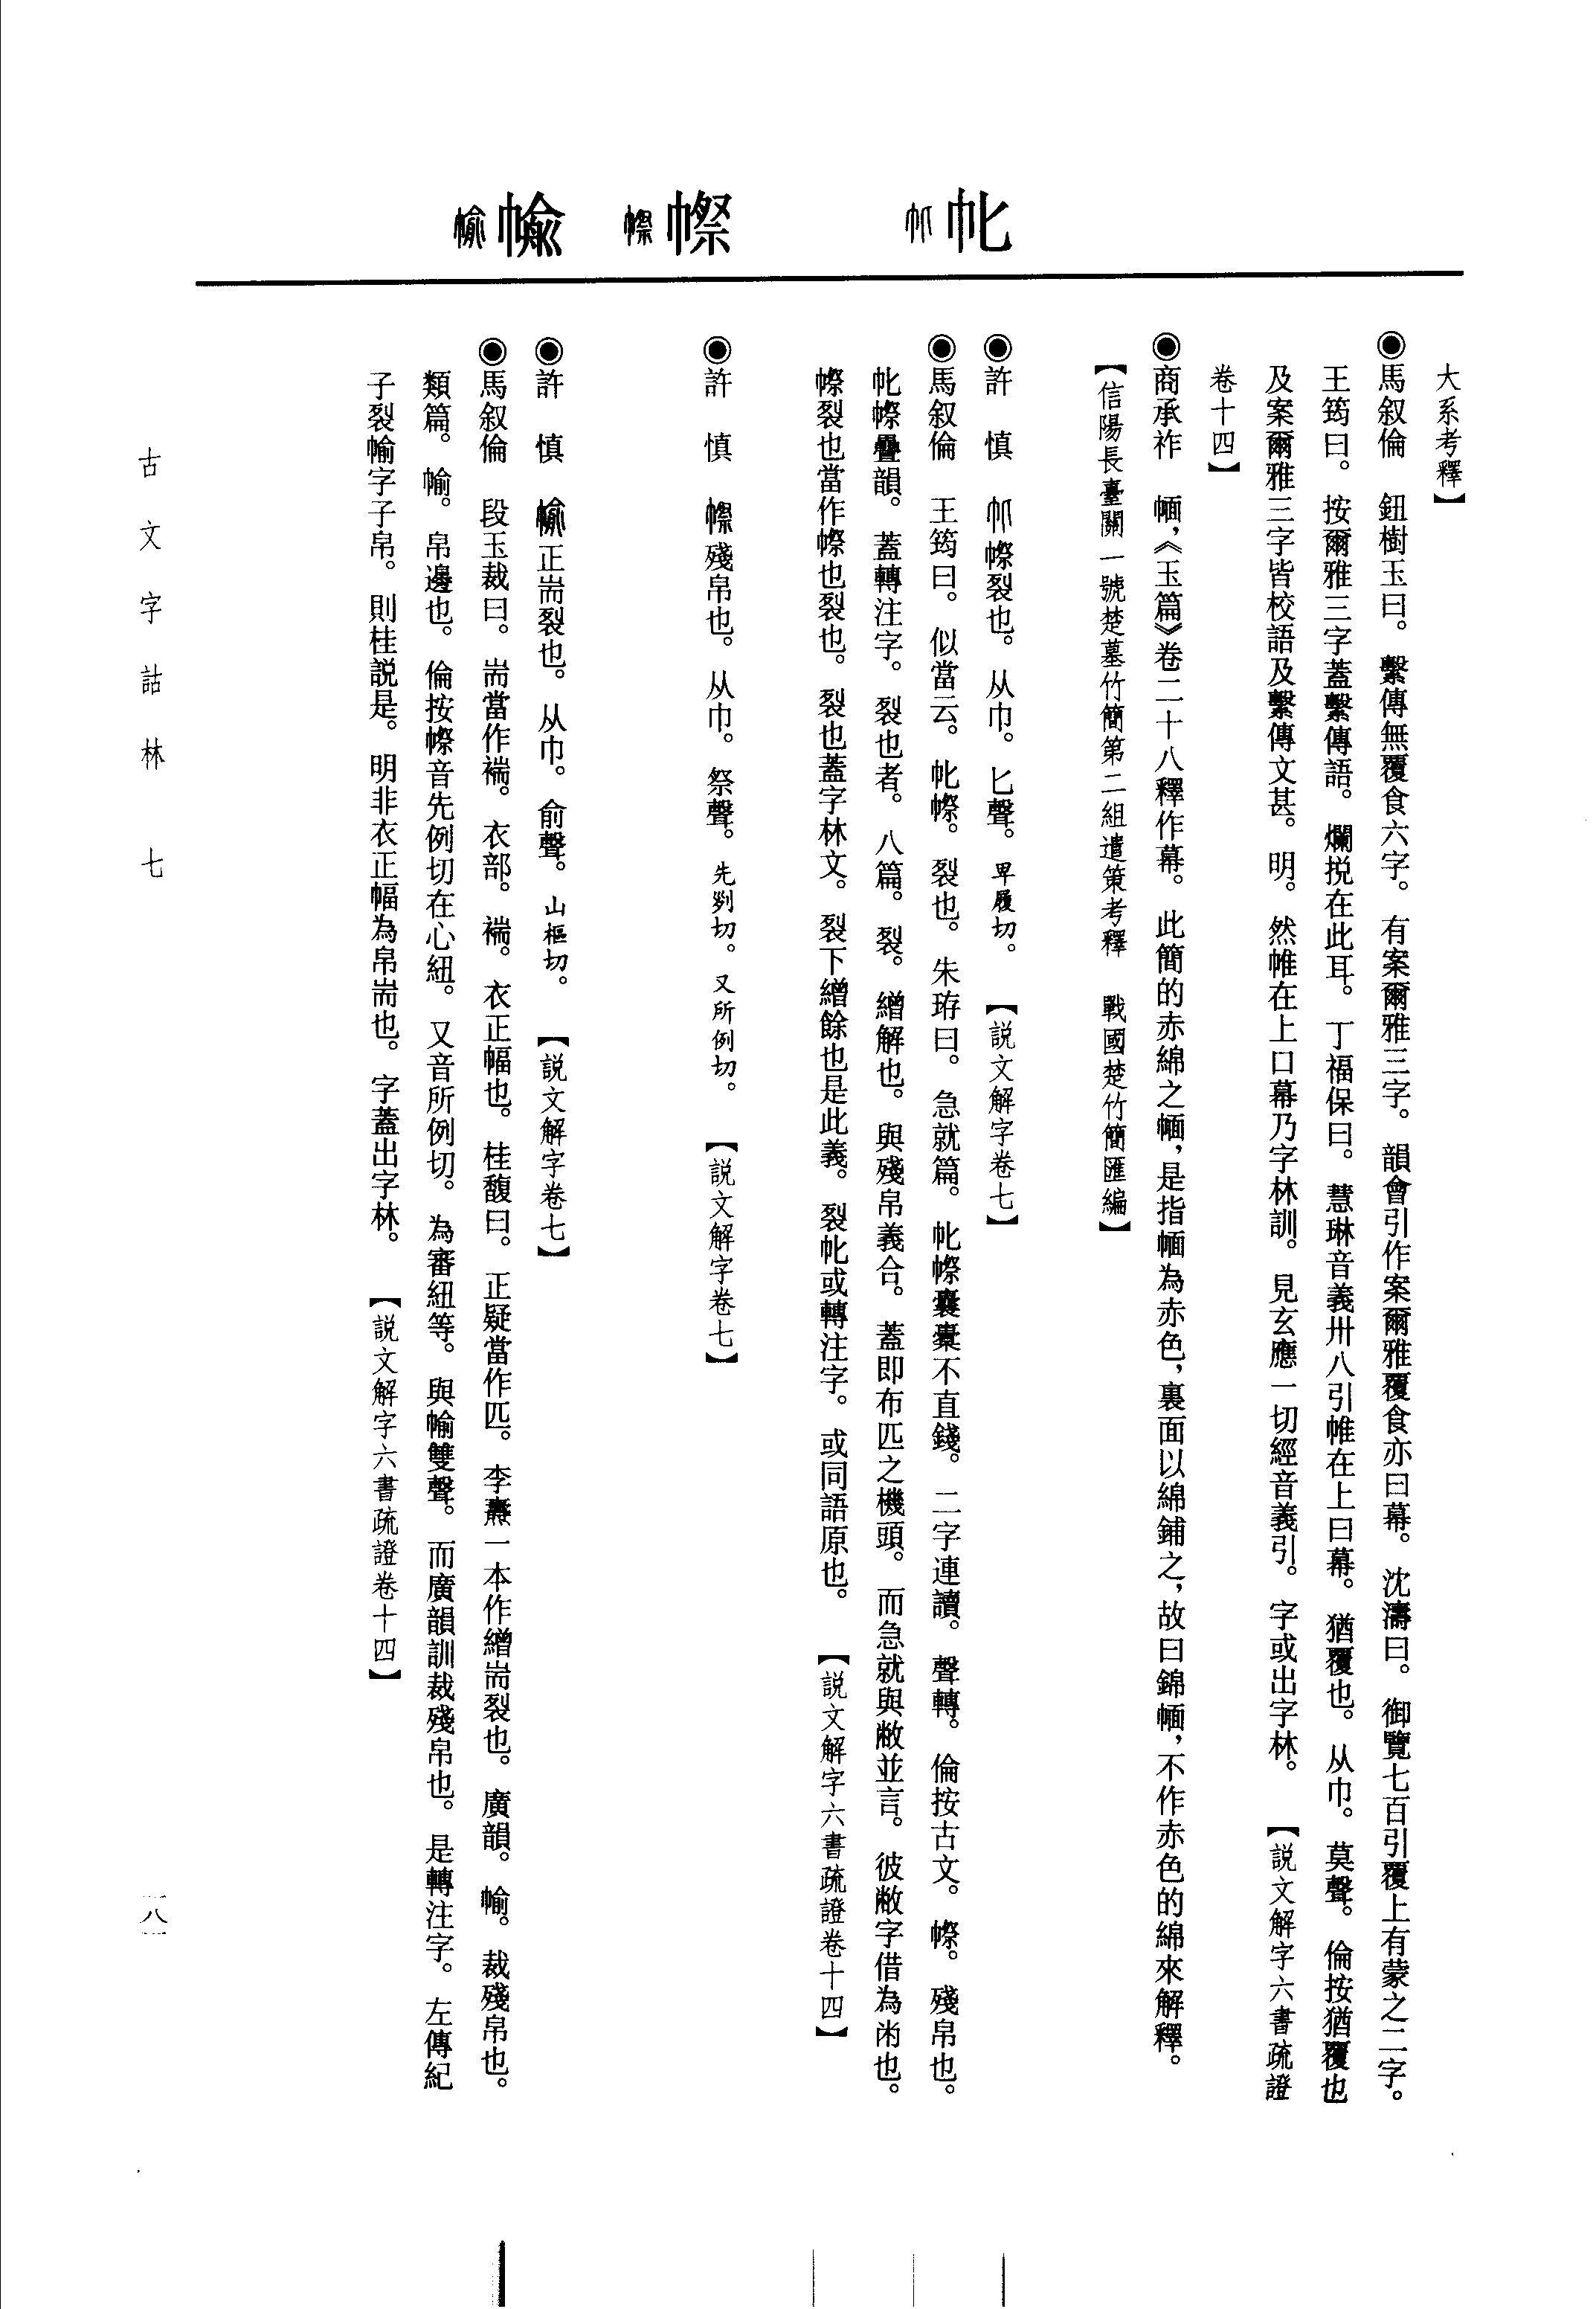 㠲
幯
㡏
大系考釋】
◉馬叙倫　鈕樹玉曰。繫傳無覆食六字。有案爾雅三字。韻會引作案爾雅覆食亦曰幕。沈濤曰。御覽七百引覆上有蒙之二字。
王筠曰。按爾雅三字蓋繫傳語。爛挩在此耳。丁福保曰。慧琳音義卅八引帷在上曰幕。猶覆也。从巾。莫聲。倫按猶覆也
及案爾雅三字皆校語及繫傳文甚。明。然帷在上口幕乃字林訓。見玄應一切經音義引。字或出字林。【說文解字六書疏證
卷十四】
◉商承祚　㡈，《玉篇》卷二十八釋作幕。此簡的赤綿之㡈，是指㡈為赤色，裏面以綿鋪之，故曰錦㡈，不作赤色的綿來解釋。
【信陽長臺關一號楚墓竹簡第二組遣策考釋　戰國楚竹簡匯編】
◉許　慎　㠲㡜裂也。从巾。匕聲。卑履切。【說文解字卷七】
◉馬叙倫　王筠曰。似當云。㠲㡜。裂也。朱珔曰。急就篇。㠲㡜囊橐不直錢。二字連讀。聲轉。倫按古文。㡜。殘帛也。
㠲㡜疊韻。蓋轉注字。裂也者。八篇。裂。繒解也。與殘帛義合。蓋即布匹之機頭。而急就與敝並言。彼敝字借為㡀也。
㡜裂也當作㡜也裂也。裂也蓋字林文。裂下繒餘也是此義。裂㠲或轉注字。或同語原也。【說文解字六書疏證卷十四】
◉許　慎　㡜殘帛也。从巾。祭聲。先列切。又所例切。【說文解字卷七】
◉許　慎　㡏正耑裂也。从巾。俞聲。山樞切。【說文解字卷七】
◉馬叙倫　段玉裁曰。耑當作褍。衣部。褍。衣正幅也。桂馥曰。正疑當作匹。李燾一本作繒耑裂也。廣韻。㡏。裁殘帛也。
類篇。㡏。帛邊也。倫按㡜音先例切在心紐。又音所例切。為審紐等。與㡏雙聲。而廣韻訓裁殘帛也。是轉注字。左傳紀
子裂㡏字子帛。則桂說是。明非衣正幅為帛耑也。字蓋出字林。【說文解字六書疏證卷十四】
古文字詁林　七
一八一